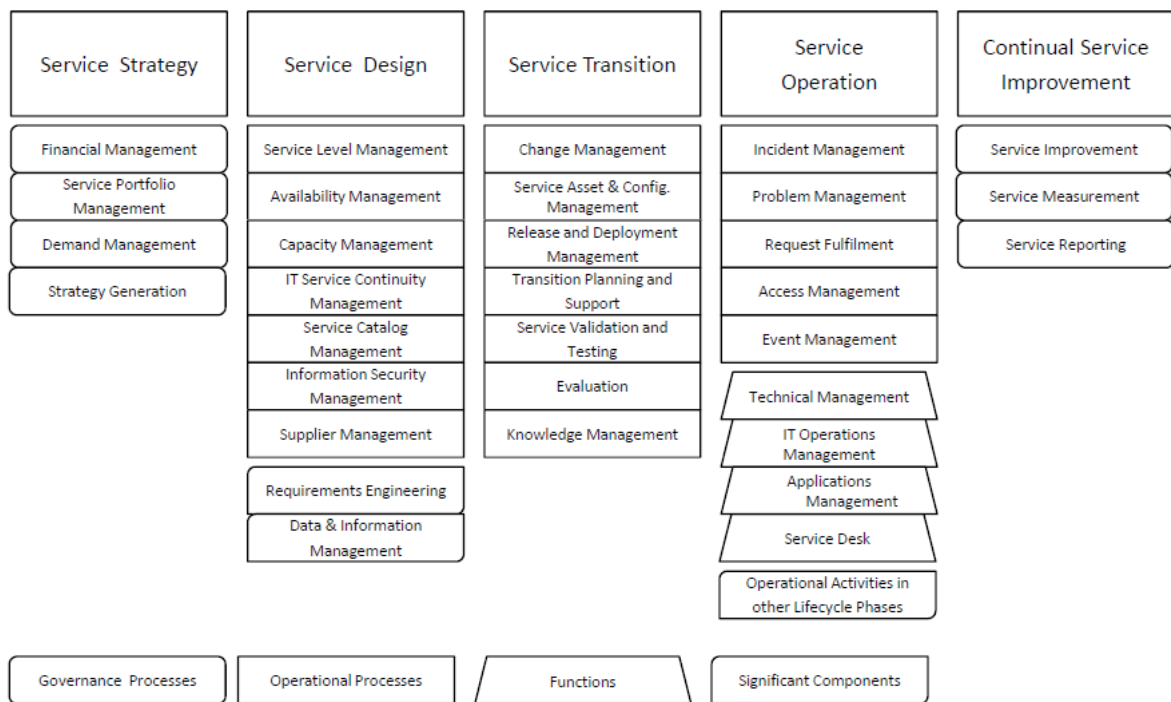 Service Strategy
Service Design
Service Transition
Service
Operation
Continual Service
Improvement
Financial Management
Service Portfolio
Management
Demand Management
Strategy Generation
Service Level Management
Availability Management
Capacity Management
IT Service Continuity
Management
Service Catalog
Management
Information Security
Management
Supplier Management
Requirements Engineering
Data & Information
Management
Change Management
Service Asset & Config.
Management
Release and Deployment
Management
Transition Planning and
Support
Service Validation and
Testing
Evaluation
Knowledge Management
Incident Management
Problem Management
Request Fulfilment
Access Management
Event Management
Technical Management
IT Operations
Management
Applications
Management
Service Desk
Operational Activities in
other Lifecycle Phases
Service Improvement
Service Measurement
Service Reporting
Governance Processes
Operational Processes
Functions
Significant Components